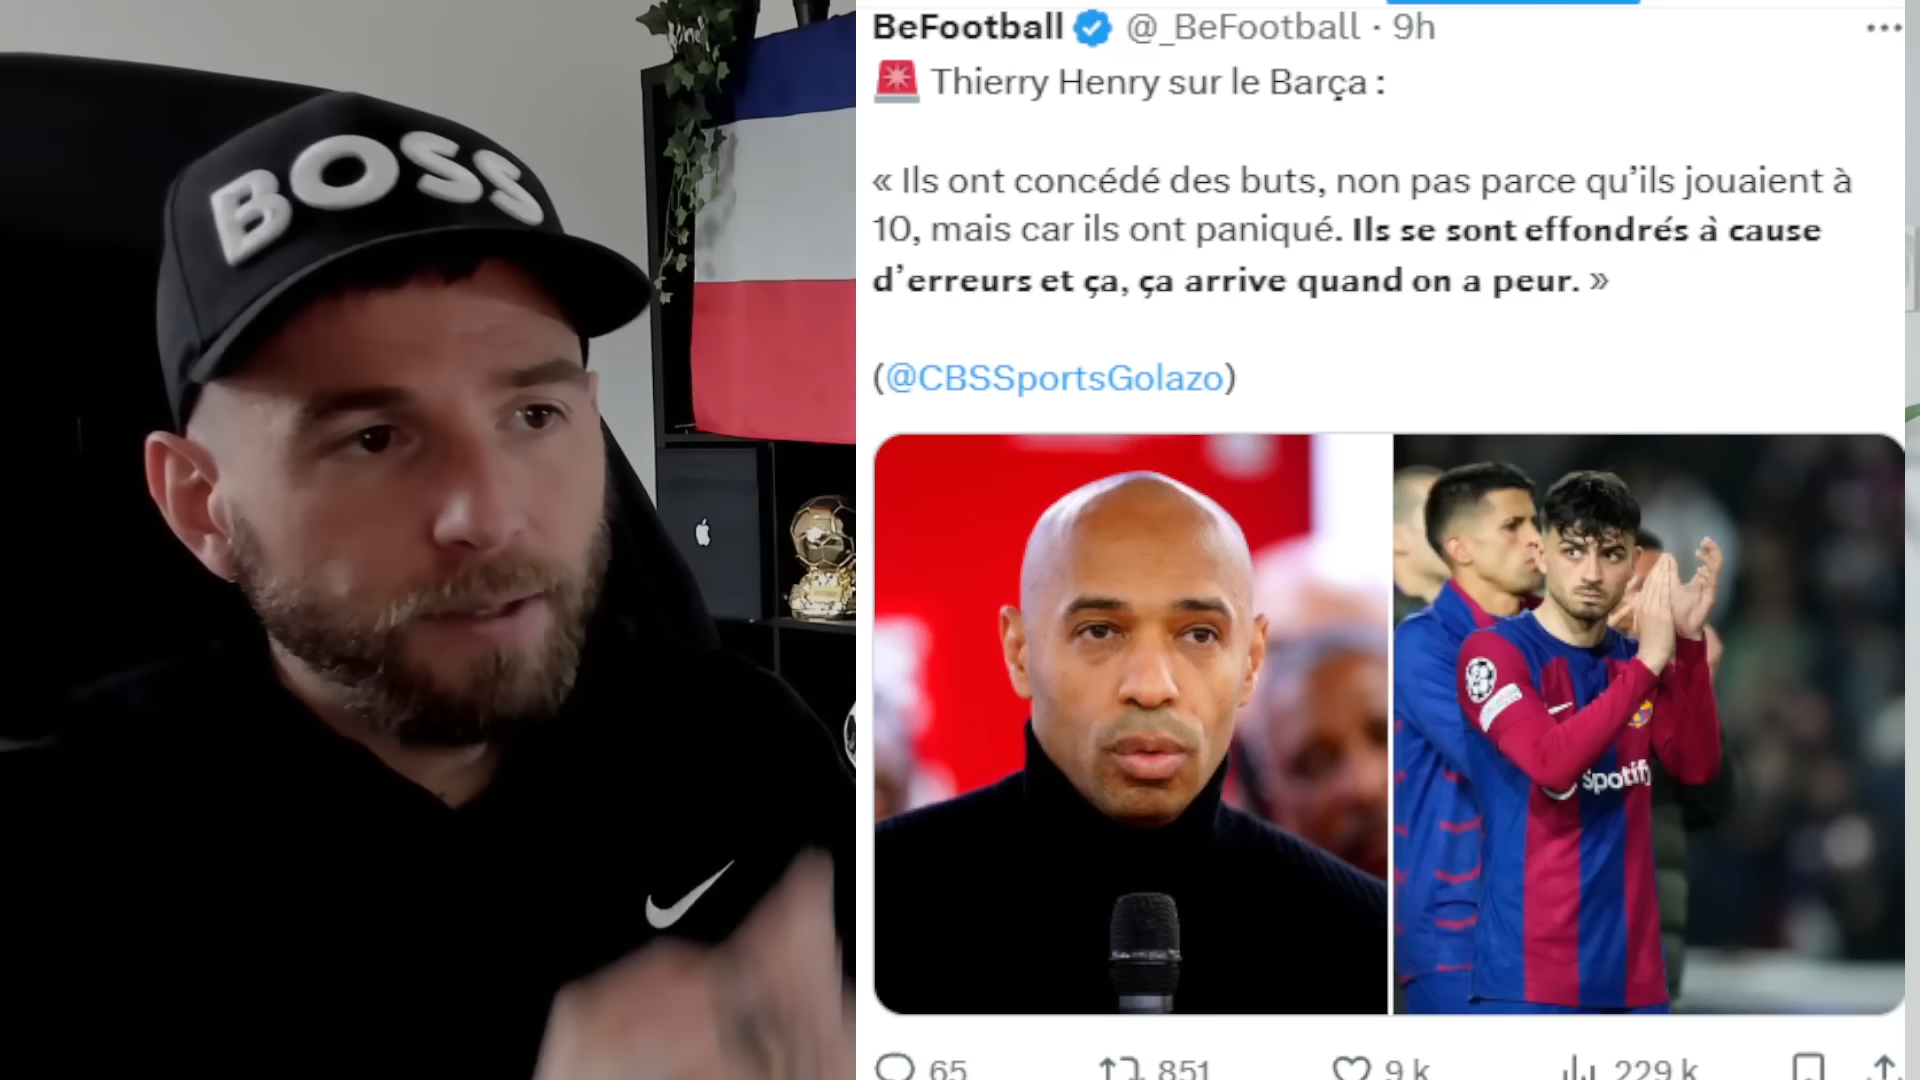 BOSS
BeFootball @_BeFootball · 9h
Thierry Henry sur le Barça :
« Ils ont concédé des buts, non pas parce qu’ils jouaient à
10, mais car ils ont paniqué. Ils se sont effondrés à cause
d’erreurs et ça, ça arrive quand on a peur. »
(@CBSSportsGolazo)
Spotify
65 851 9 k 229 k